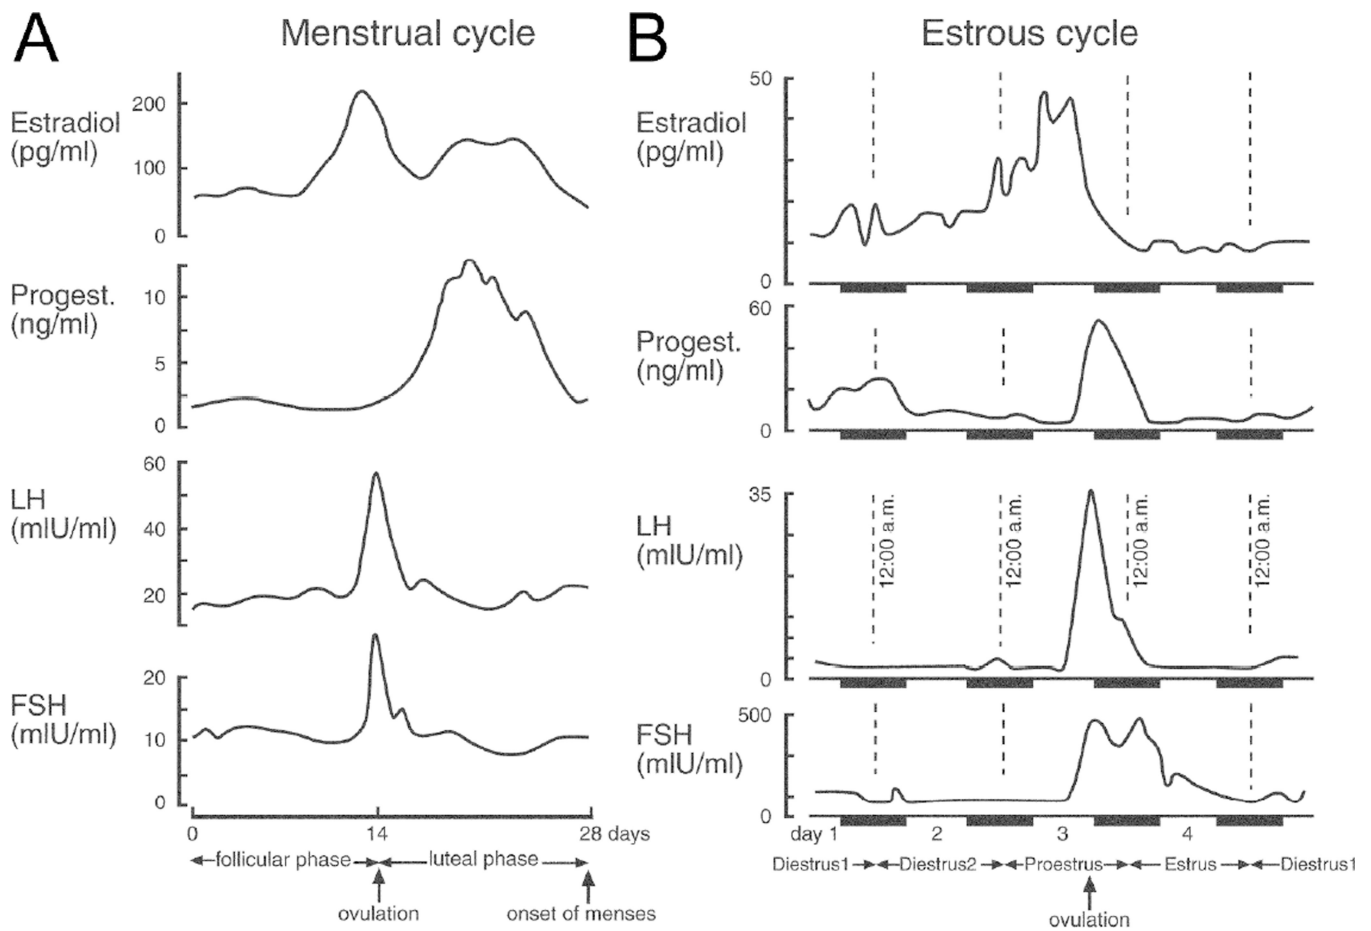 A
Menstrual cycle
Estradiol
(pg/ml)
200
100
0
Progest.
(ng/ml)
10
5
0
LH
(mIU/ml)
60
40
20
FSH
(mIU/ml)
20
10
0
0
14
28 days
follicular phase
luteal phase
ovulation
onset of menses
B
Estrous cycle
Estradiol
(pg/ml)
50
0
Progest.
(ng/ml)
60
0
LH
(mIU/ml)
35
0
12:00 a.m.
12:00 a.m.
12:00 a.m.
12:00 a.m.
FSH
(mIU/ml)
500
0
day 1
2
3
4
Diestrus1
Diestrus2
Proestrus
Estrus
Diestrus1
ovulation